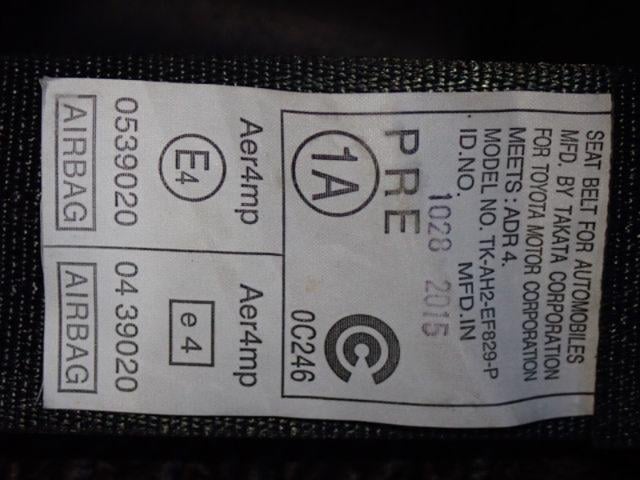 SEAT BELT FOR AUTOMOBILES
MFD. BY TAKATA CORPORATION
FOR TOYOTA MOTOR CORPORATION
MEETS : ADR 4.
MODEL NO. TK-AH2-EF829-P
ID.NO. MFD.IN
1028 2015
PRE
1A
0C246
Aer4mp
E4
0539020
AIRBAG
Aer4mp
e 4
04 39020
AIRBAG